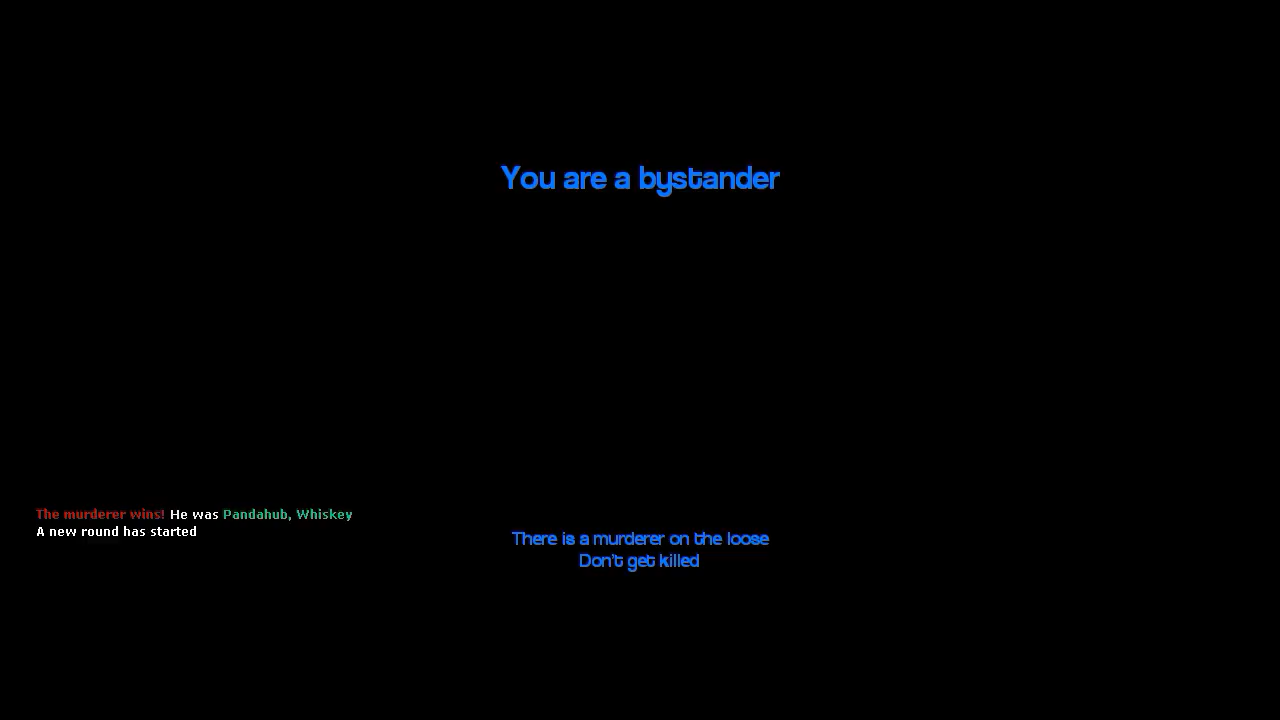 You are a bystander
The murderer wins! He was Pandahub, Whiskey
A new round has started
There is a murderer on the loose
Don't get killed